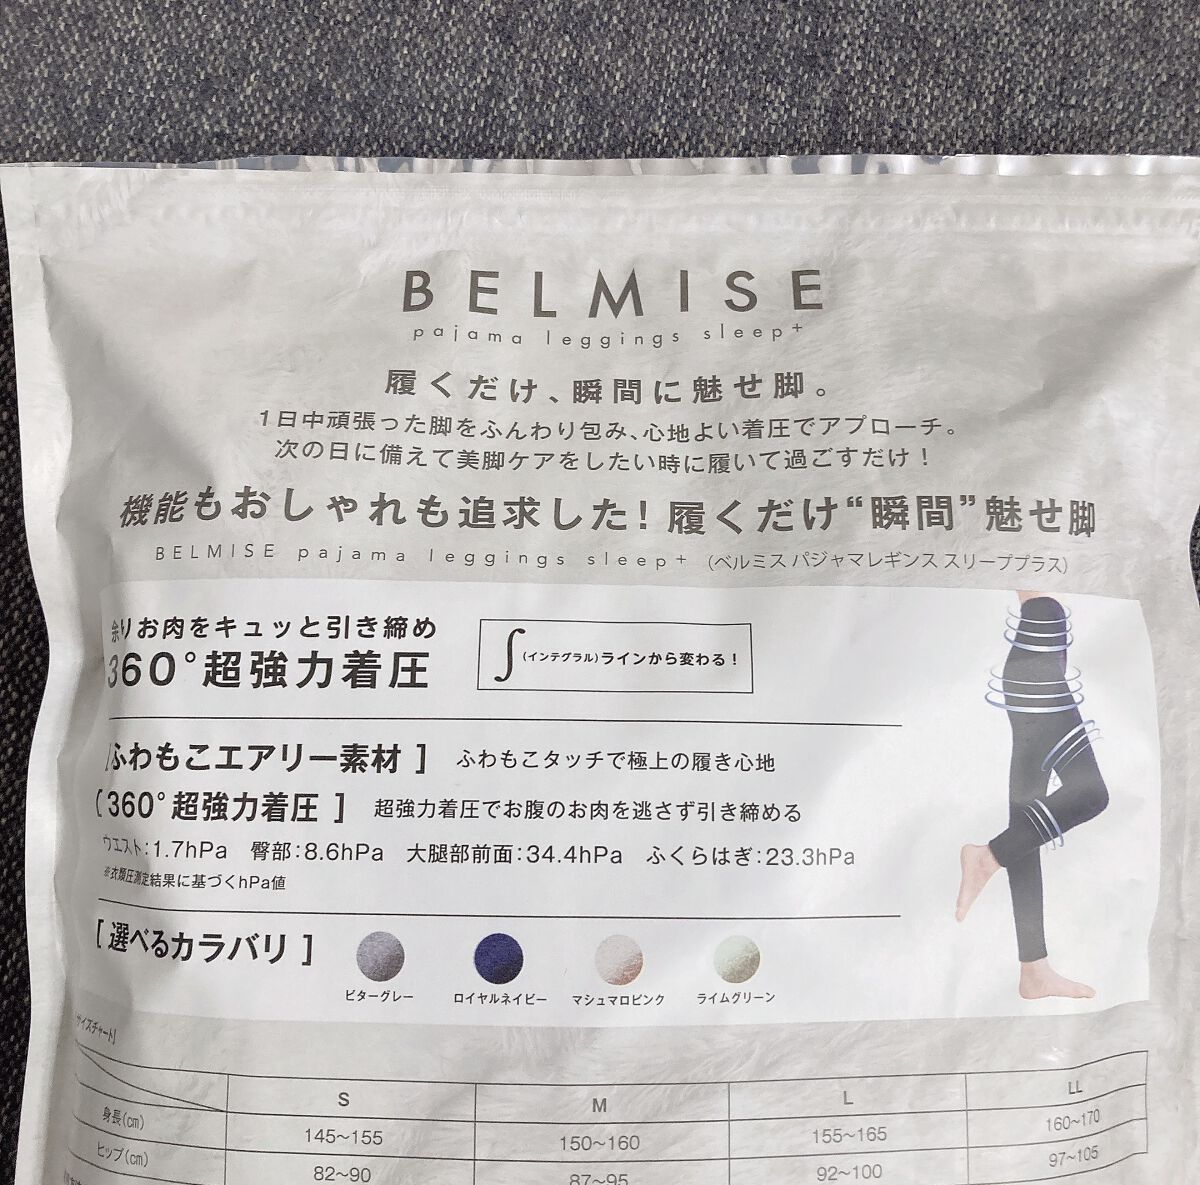 BELMISE
pajama leggings sleep+
履くだけ、瞬間に魅せ脚。
1日中頑張った脚をふんわり包み、心地よい着圧でアプローチ。
次の日に備えて美脚ケアをしたい時に履いて過ごすだけ!
機能もおしゃれも追求した!履くだけ“瞬間”魅せ脚
BELMISE pajama leggings sleep+ (ベルミス パジャマレギンス スリーププラス)
余りお肉をキュッと引き締め
360°超強力着圧
∫(インテグラル)ラインから変わる!
[ふわもこエアリー素材] ふわもこタッチで極上の履き心地
[360°超強力着圧] 超強力着圧でお腹のお肉を逃さず引き締める
ウエスト:1.7hPa 臀部:8.6hPa 大腿部前面:34.4hPa ふくらはぎ:23.3hPa
※衣類圧測定結果に基づくhPa値
[選べるカラバリ]
ビターグレー ロイヤルネイビー マシュマロピンク ライムグリーン
サイズチャート]
S M L LL
身長(cm) 145~155 150~160 155~165 160~170
ヒップ(cm) 82~90 87~95 92~100 97~105